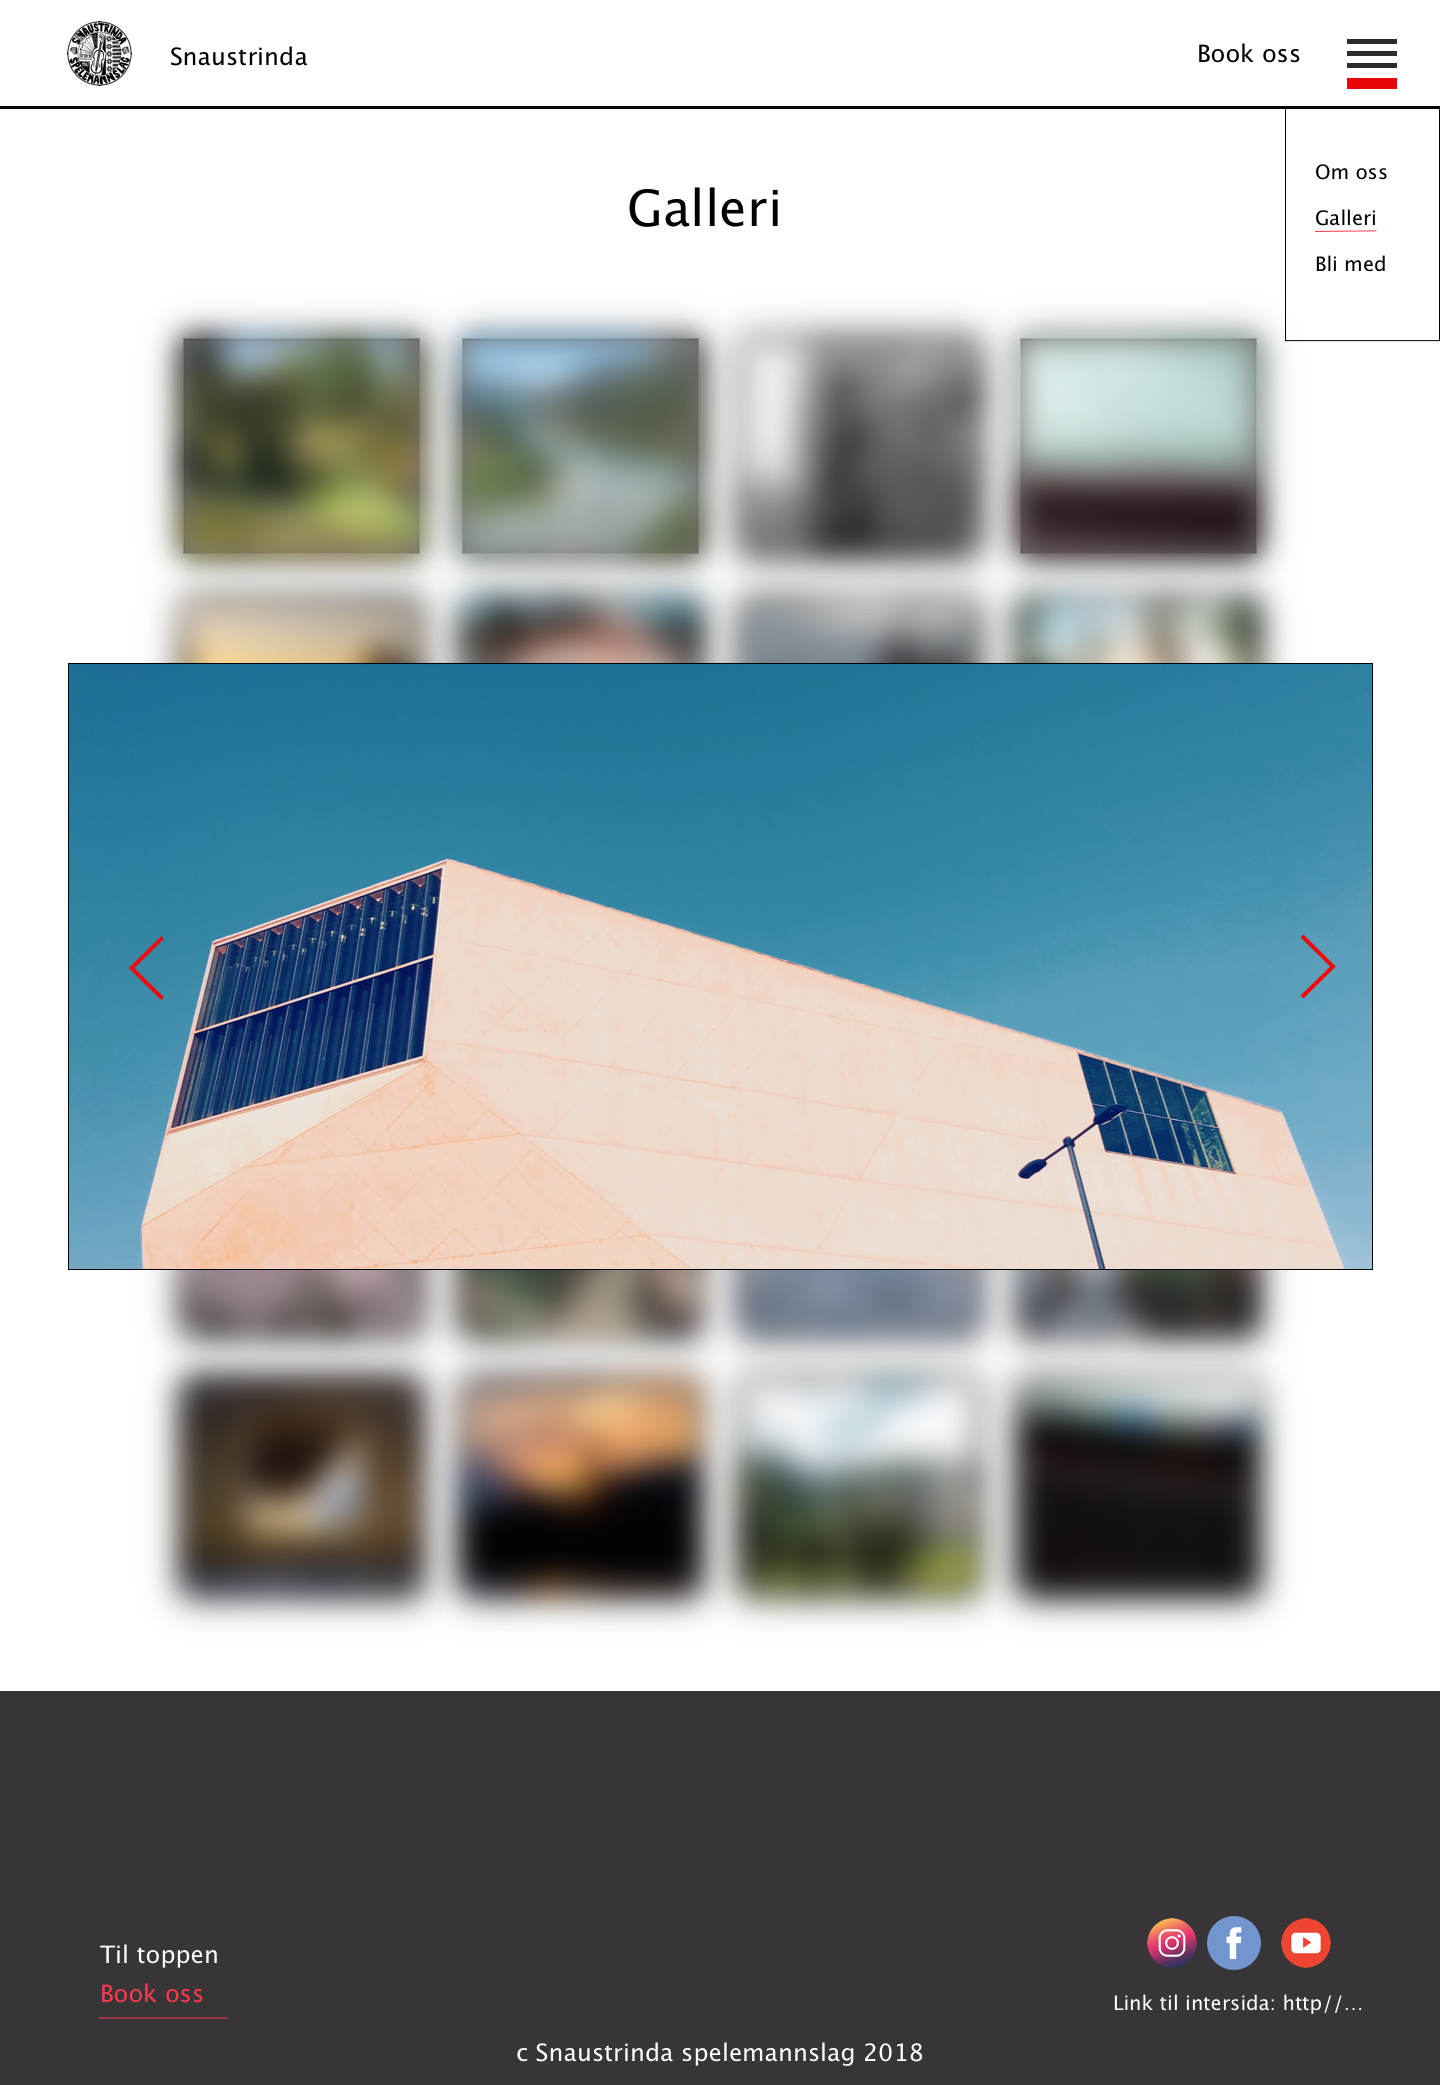 SNAUSTRINDA
SPELEMANNSLAG
Snaustrinda
Book oss
Om oss
Galleri
Bli med
Galleri
Til toppen
Book oss
Link til intersida: http//...
c Snaustrinda spelemannslag 2018